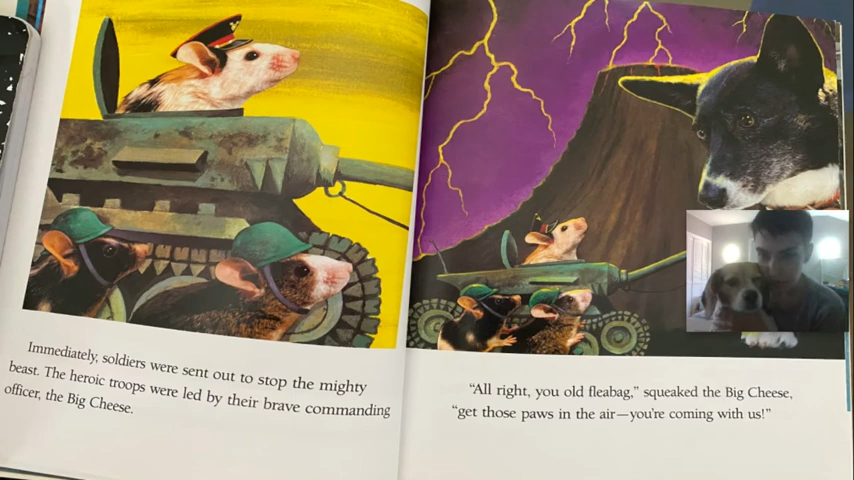 Immediately, soldiers were sent out to stop the mighty
beast. The heroic troops were led by their brave commanding
officer, the Big Cheese.
“All right, you old fleabag,” squeaked the Big Cheese,
“get those paws in the air—you’re coming with us!”